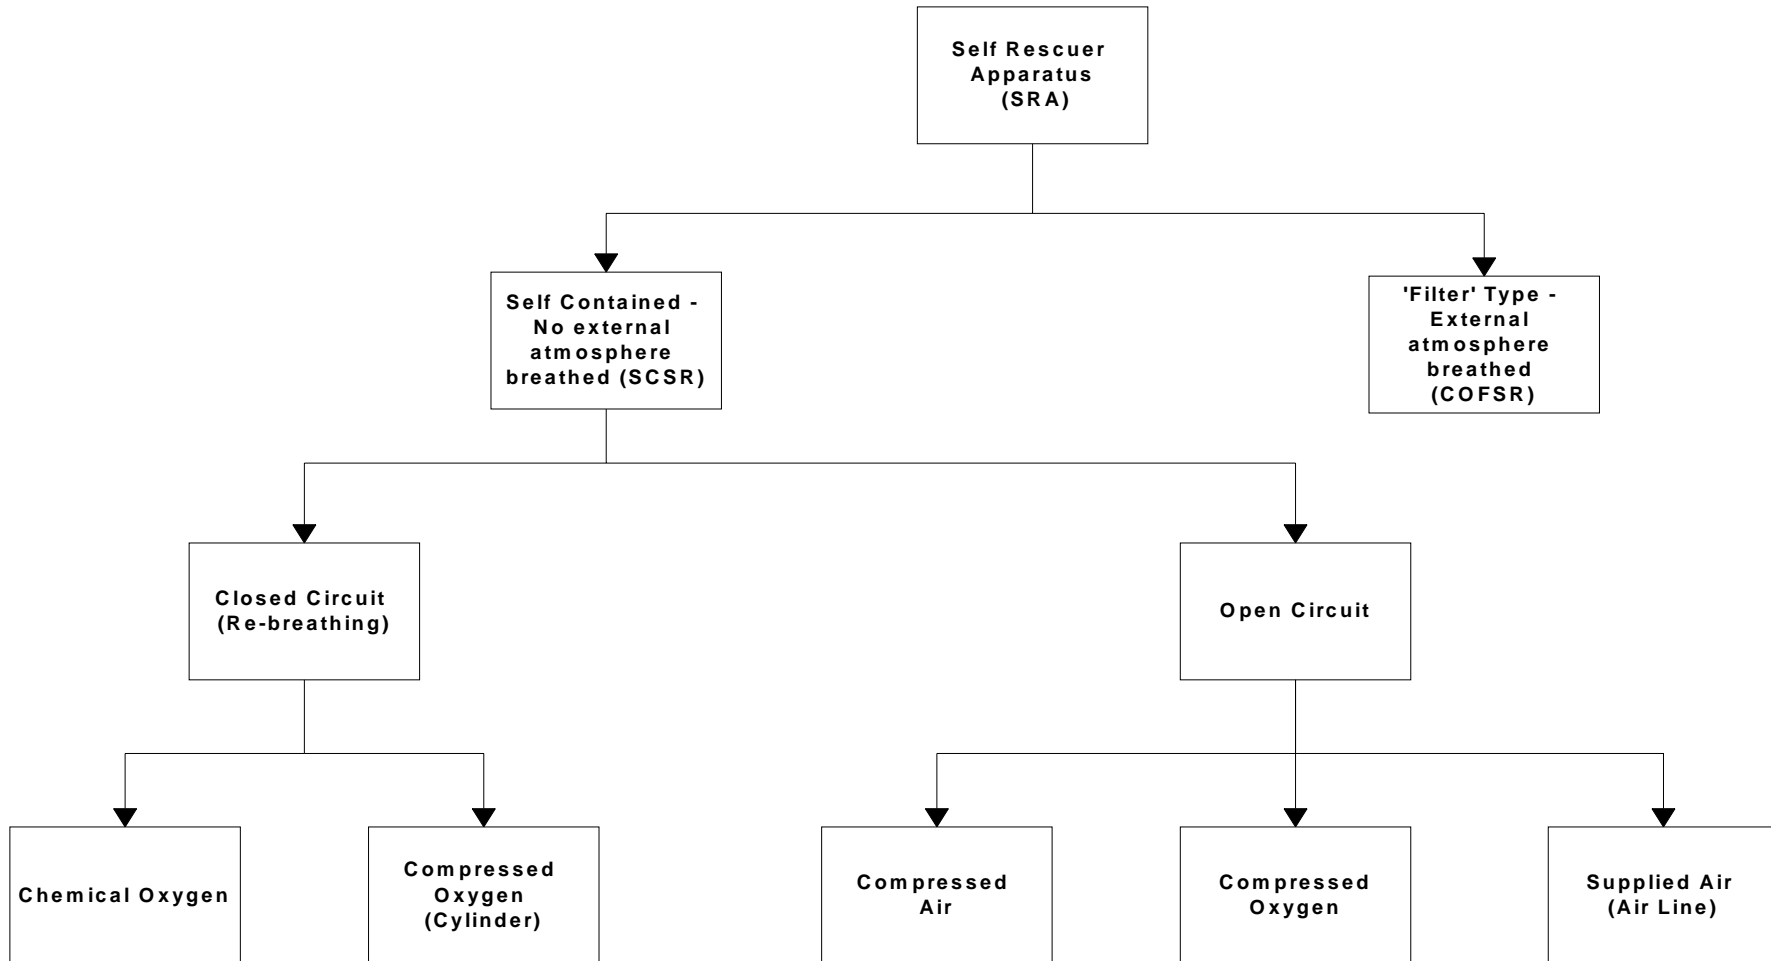 Self Rescuer
Apparatus
(SRA)
Self Contained -
No external
atmosphere
breathed (SCSR)
'Filter' Type -
External
atmosphere
breathed
(COFSR)
Closed Circuit
(Re-breathing)
Open Circuit
Chemical Oxygen
Compressed
Oxygen
(Cylinder)
Compressed
Air
Compressed
Oxygen
Supplied Air
(Air Line)